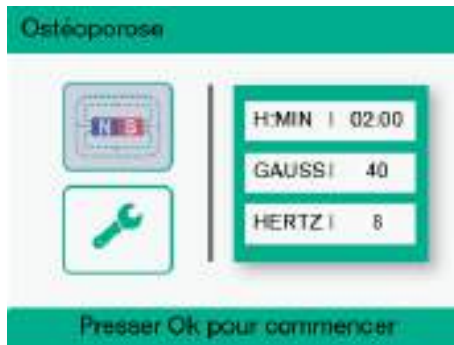 Ostéoporose
N S
H:MIN | 02.00
GAUSS | 40
HERTZ | 8
Presser Ok pour commencer